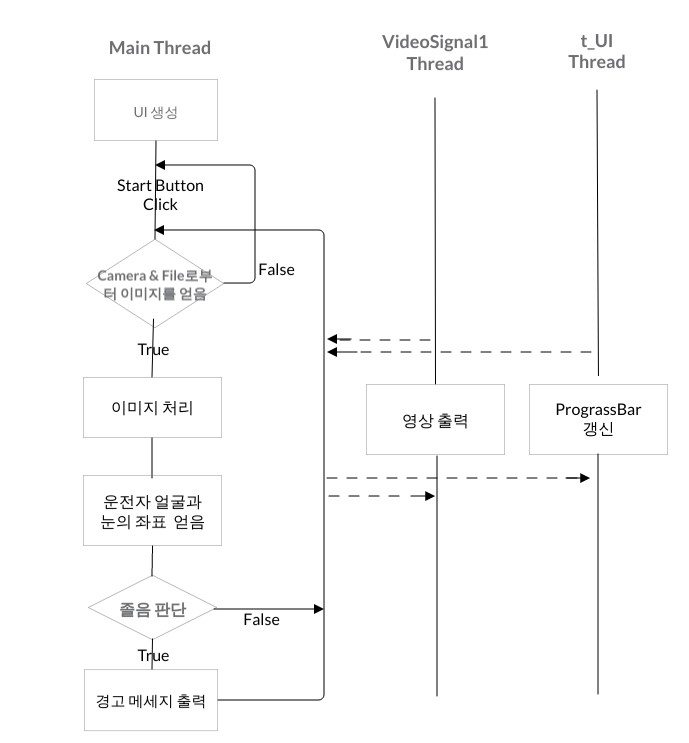 Main Thread
VideoSignal1
Thread
t_UI
Thread
UI 생성
Start Button
Click
Camera & File로부
터 이미지를 얻음
False
True
이미지 처리
영상 출력
PrograssBar
갱신
운전자 얼굴과
눈의 좌표 얻음
졸음 판단
False
True
경고 메세지 출력